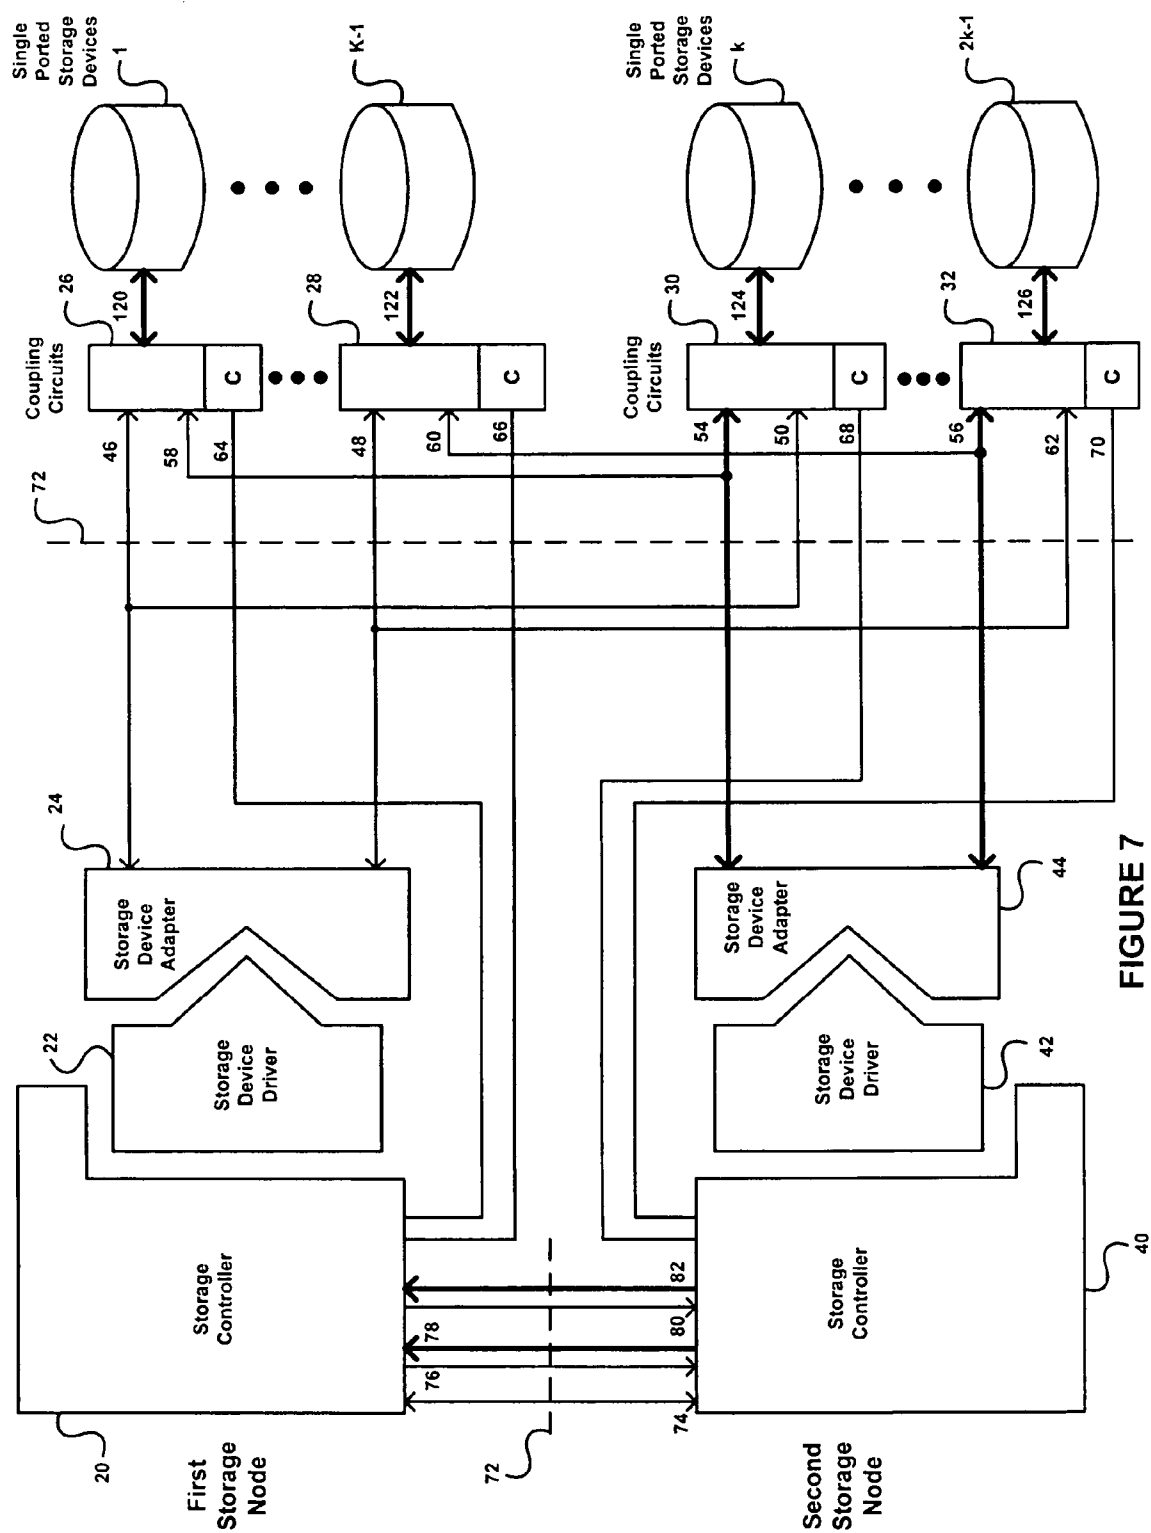 Single
Ported
Storage
Devices
1
K-1
Single
Ported
Storage
Devices
k
2k-1
Coupling
Circuits
26
120
28
122
Coupling
Circuits
30
124
32
126
C
C
C
C
46
58
64
48
60
66
54
50
68
56
62
70
72
24
Storage
Device
Adapter
Storage
Device
Adapter
44
22
Storage
Device
Driver
Storage
Device
Driver
42
Storage
Controller
82
80
78
76
74
Storage
Controller
40
20
72
First
Storage
Node
Second
Storage
Node
FIGURE 7